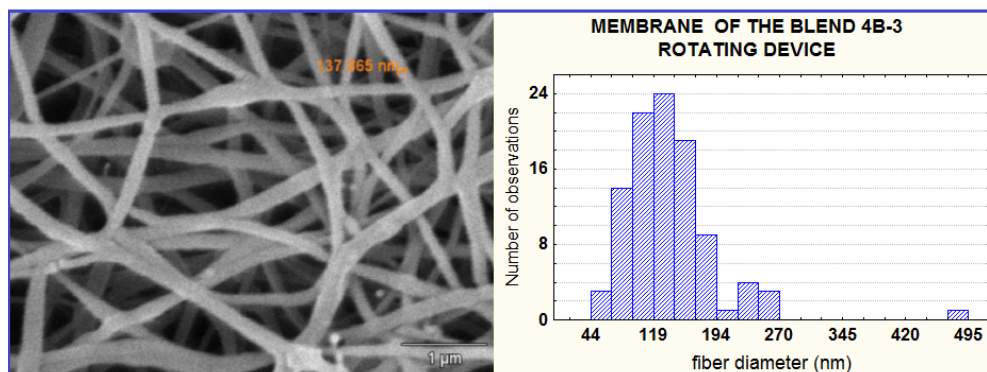 137.865 nm
1 µm
MEMBRANE OF THE BLEND 4B-3
ROTATING DEVICE
Number of observations
24
16
8
0
44 119 194 270 345 420 495
fiber diameter (nm)